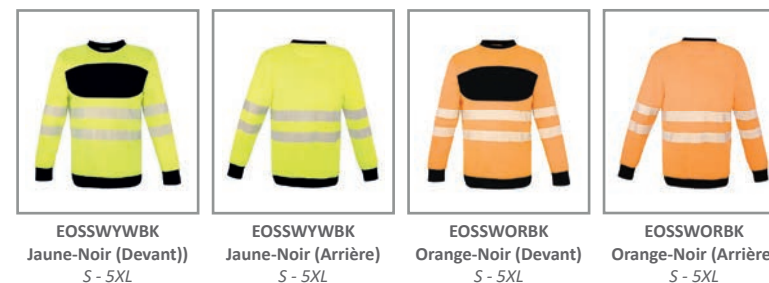 EOSSWYWBK
Jaune-Noir (Devant))
S - 5XL
EOSSWYWBK
Jaune-Noir (Arrière)
S - 5XL
EOSSWORBK
Orange-Noir (Devant)
S - 5XL
EOSSWORBK
Orange-Noir (Arrière
S - 5XL